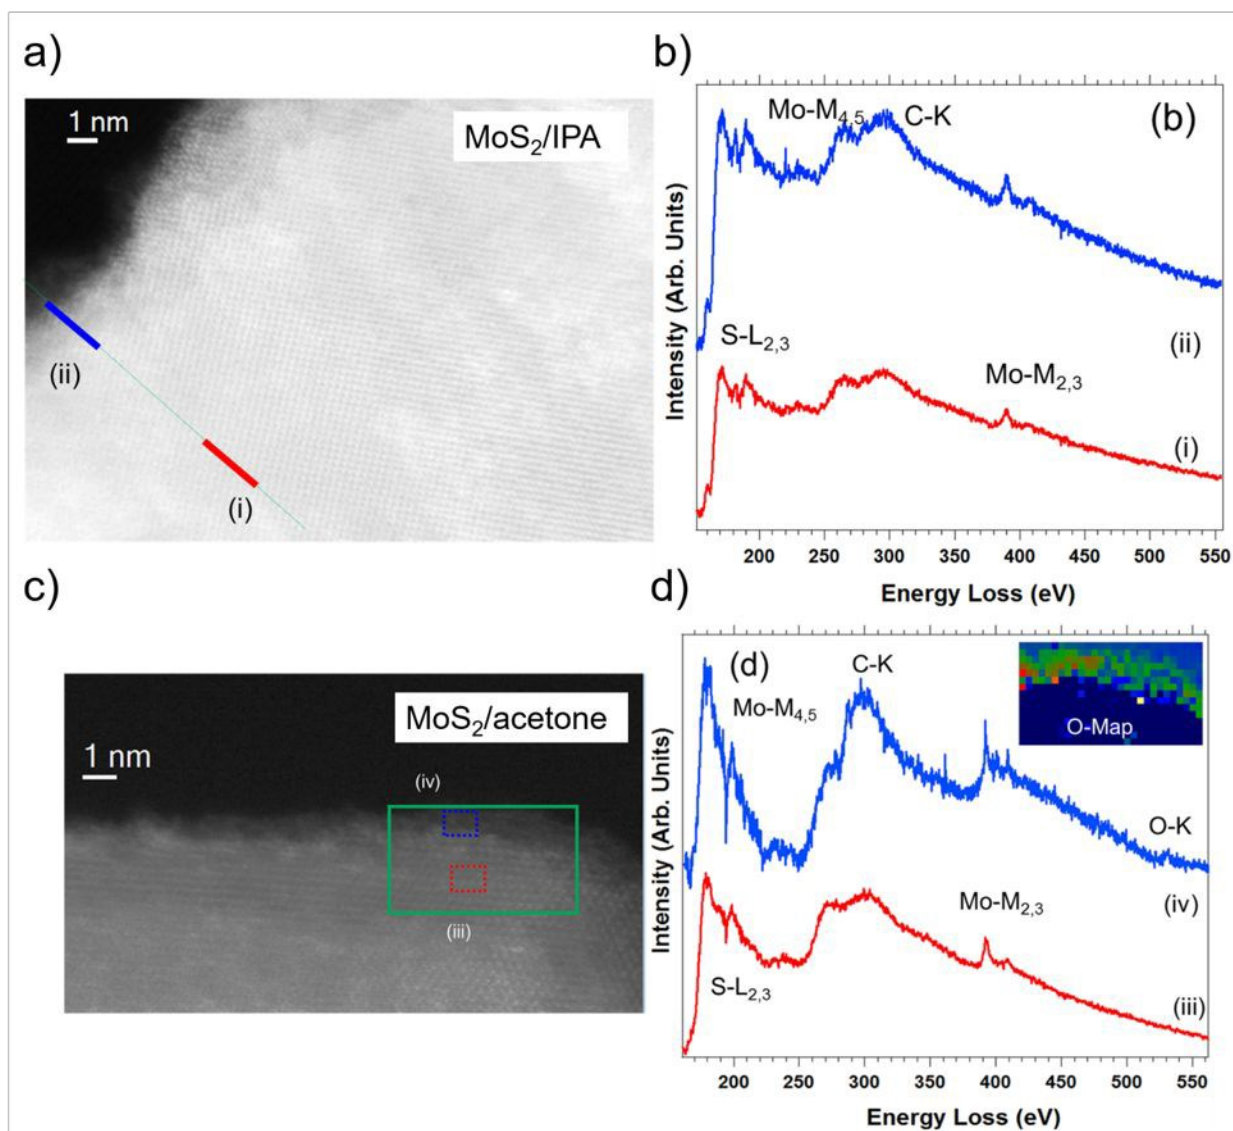 a)
1 nm
MoS2/IPA
(ii)
(i)
b)
(b)
Mo-M4,5
C-K
S-L2,3
(ii)
Mo-M2,3
(i)
Intensity (Arb. Units)
200 250 300 350 400 450 500 550
Energy Loss (eV)
c)
MoS2/acetone
1 nm
(iv)
(iii)
d)
(d)
C-K
Mo-M4,5
O-Map
O-K
Mo-M2,3
(iv)
S-L2,3
(iii)
Intensity (Arb. Units)
200 250 300 350 400 450 500 550
Energy Loss (eV)